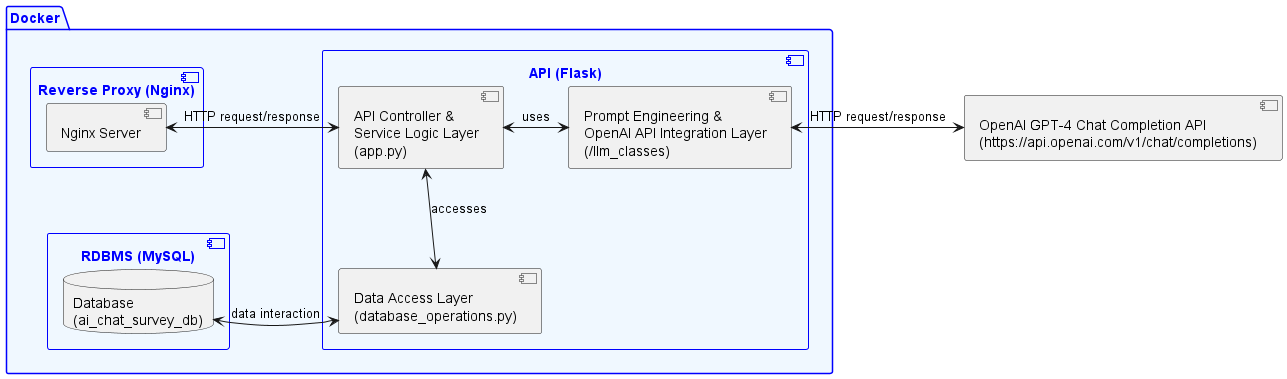 Docker
Reverse Proxy (Nginx)
Nginx Server
HTTP request/response
API (Flask)
API Controller &
Service Logic Layer
(app.py)
uses
Prompt Engineering &
OpenAI API Integration Layer
(/llm_classes)
HTTP request/response
OpenAI GPT-4 Chat Completion API
(https://api.openai.com/v1/chat/completions)
accesses
RDBMS (MySQL)
Database
(ai_chat_survey_db)
data interaction
Data Access Layer
(database_operations.py)